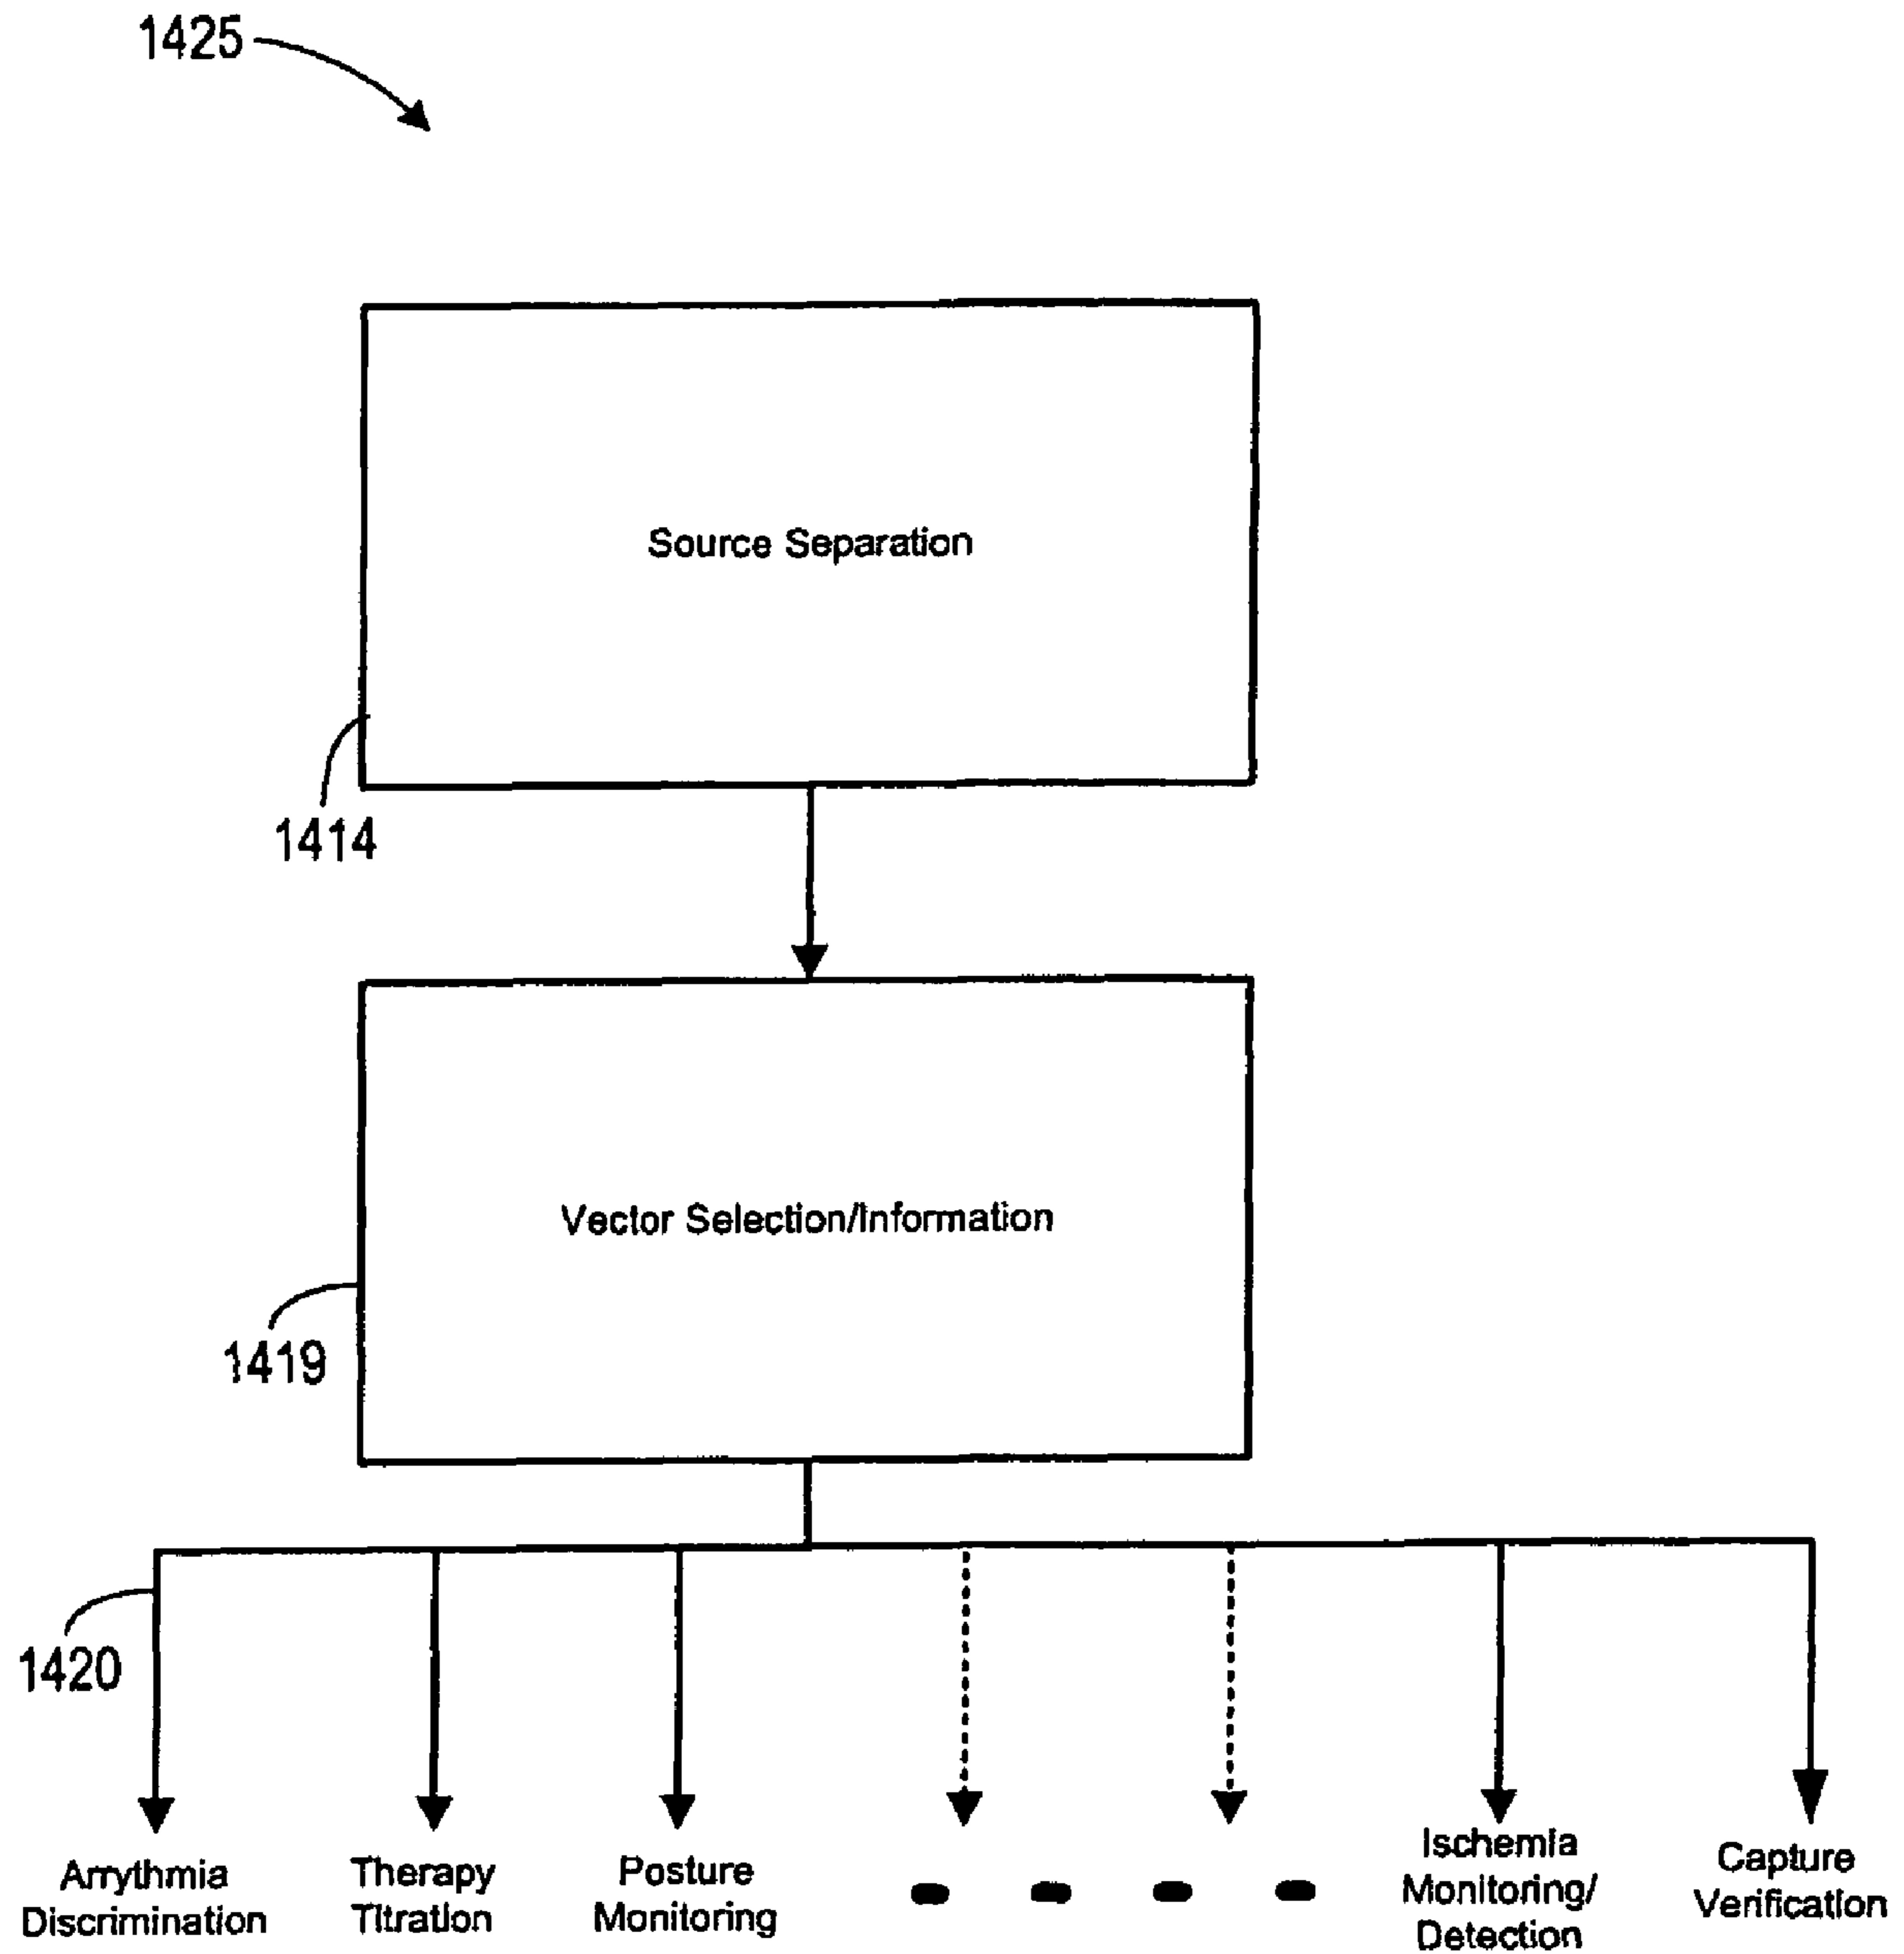 1425
Source Separation
1414
Vector Selection/Information
1419
1420
Arrythmia
Discrimination
Therapy
Titration
Posture
Monitoring
Ischemia
Monitoring/
Detection
Capture
Verification